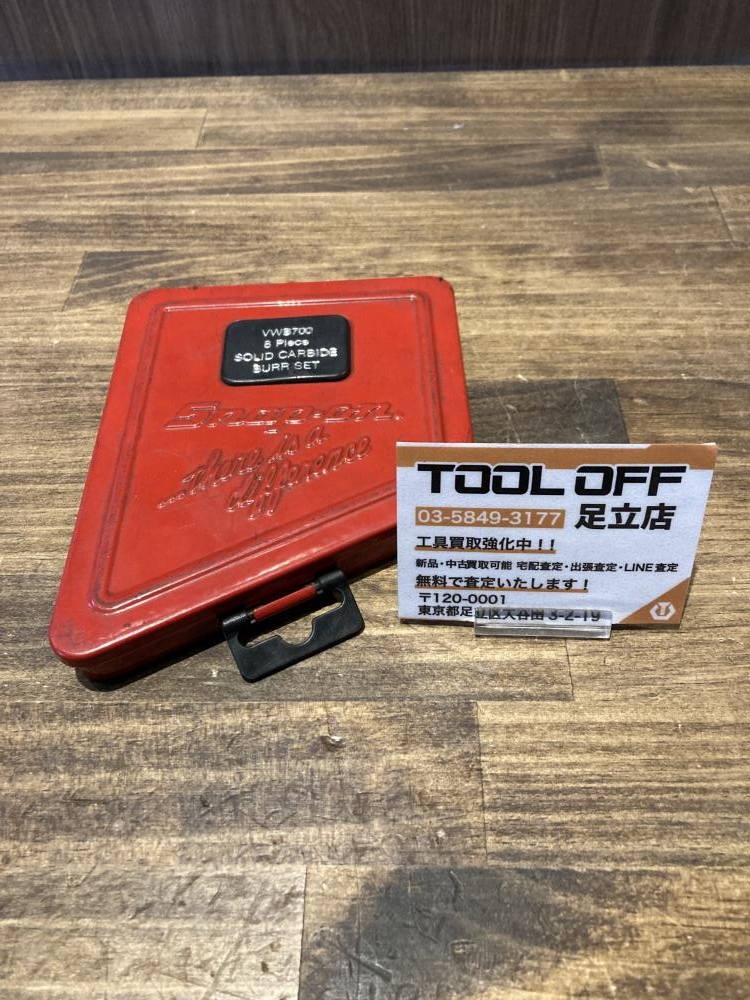 VWB700
8 Piece
SOLID CARBIDE
BURR SET
Snap-on.
...there is a
difference
TOOL OFF
03-5849-3177 足立店
工具買取強化中！！
新品・中古買取可能 宅配査定・出張査定・LINE査定
無料で査定いたします！
〒120-0001
東京都足立区大谷田 3-2-19